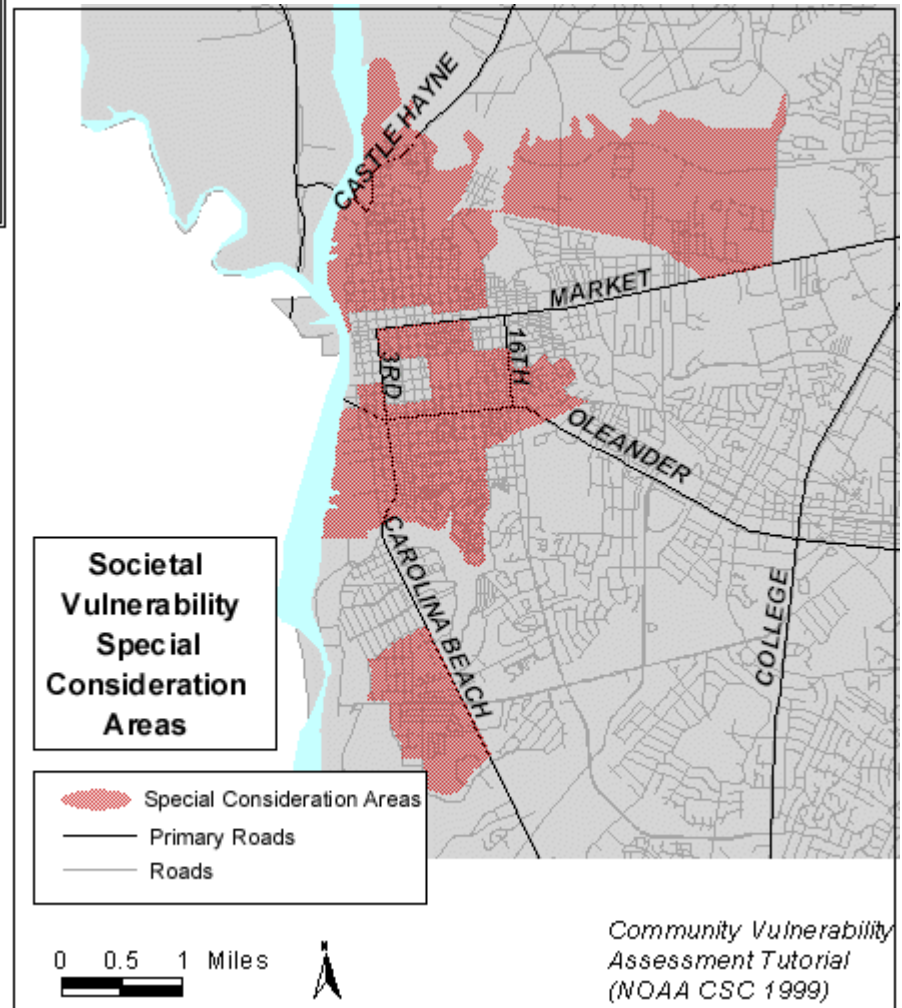 CASTLE HAYNE
MARKET
3RD
16TH
OLEANDER
CAROLINA BEACH
COLLEGE
Societal
Vulnerability
Special
Consideration
Areas
Special Consideration Areas
Primary Roads
Roads
0 0.5 1 Miles
N
Community Vulnerability
Assessment Tutorial
(NOAA CSC 1999)